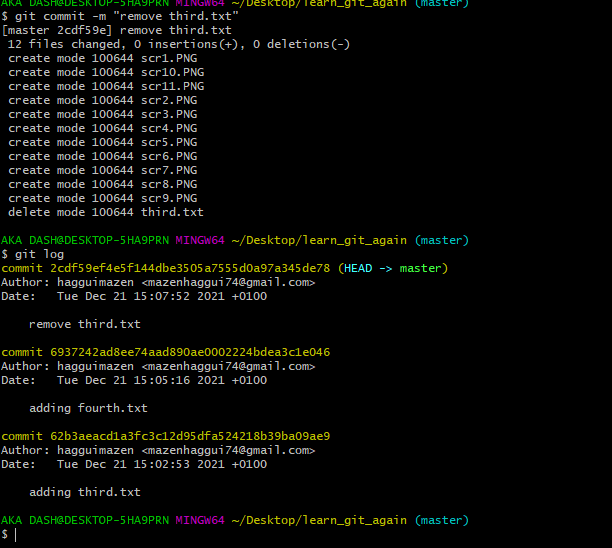 AKA DASH@DESKTOP-5HA9PRN MINGW64 ~/Desktop/learn_git_again (master)
$ git commit -m "remove third.txt"
[master 2cdf59e] remove third.txt
 12 files changed, 0 insertions(+), 0 deletions(-)
 create mode 100644 scr1.PNG
 create mode 100644 scr10.PNG
 create mode 100644 scr11.PNG
 create mode 100644 scr2.PNG
 create mode 100644 scr3.PNG
 create mode 100644 scr4.PNG
 create mode 100644 scr5.PNG
 create mode 100644 scr6.PNG
 create mode 100644 scr7.PNG
 create mode 100644 scr8.PNG
 create mode 100644 scr9.PNG
 delete mode 100644 third.txt
AKA DASH@DESKTOP-5HA9PRN MINGW64 ~/Desktop/learn_git_again (master)
$ git log
commit 2cdf59ef4e5f144dbe3505a7555d0a97a345de78 (HEAD -> master)
Author: hagguimazen <mazenhaggui74@gmail.com>
Date:   Tue Dec 21 15:07:52 2021 +0100
    remove third.txt
commit 6937242ad8ee74aad890ae0002224bdea3c1e046
Author: hagguimazen <mazenhaggui74@gmail.com>
Date:   Tue Dec 21 15:05:16 2021 +0100
    adding fourth.txt
commit 62b3aeacd1a3fc3c12d95dfa524218b39ba09ae9
Author: hagguimazen <mazenhaggui74@gmail.com>
Date:   Tue Dec 21 15:02:53 2021 +0100
    adding third.txt
AKA DASH@DESKTOP-5HA9PRN MINGW64 ~/Desktop/learn_git_again (master)
$